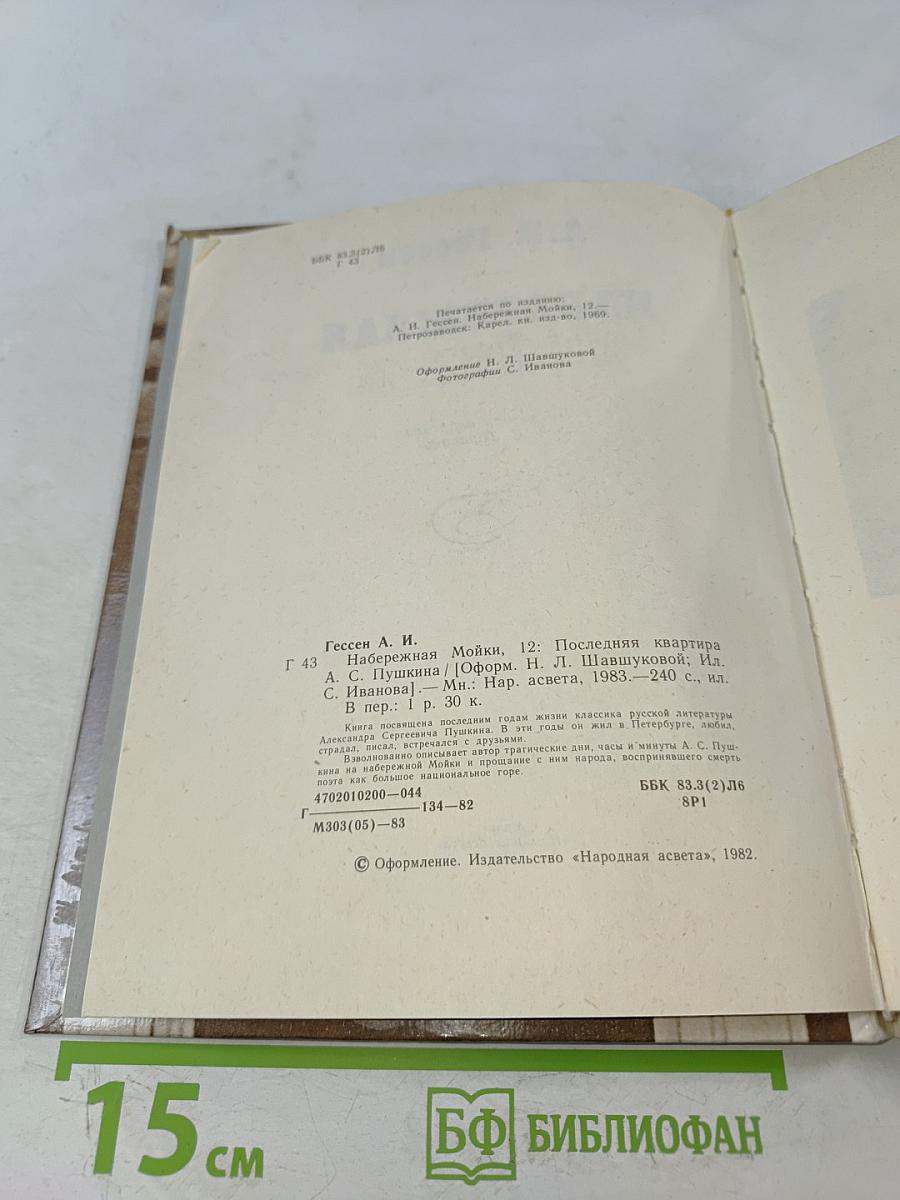 ББК 83.3(2)Л6
Г 43
Печатается по изданию:
А. И. Гессен. Набережная Мойки, 12.—
Петрозаводск: Карел. кн. изд-во, 1969.
Оформление Н. Л. Шавшуковой
Фотографии С. Иванова
Гессен А. И.
Г 43 Набережная Мойки, 12: Последняя квартира
А. С. Пушкина / [Оформ. Н. Л. Шавшуковой; Ил.
С. Иванова].— Мн.: Нар. асвета, 1983.—240 с., ил.
В пер.: 1 р. 30 к.
Книга посвящена последним годам жизни классика русской литературы
Александра Сергеевича Пушкина. В эти годы он жил в Петербурге, любил,
страдал, писал, встречался с друзьями.
Взволнованно описывает автор трагические дни, часы и минуты А. С. Пуш-
кина на набережной Мойки и прощание с ним народа, воспринявшего смерть
поэта как большое национальное горе.
4702010200—044
Г 134—82
М303(05)—83
ББК 83.3(2)Л6
8Р1
© Оформление. Издательство «Народная асвета», 1982.
15 см
БФ БИБЛИОФАН